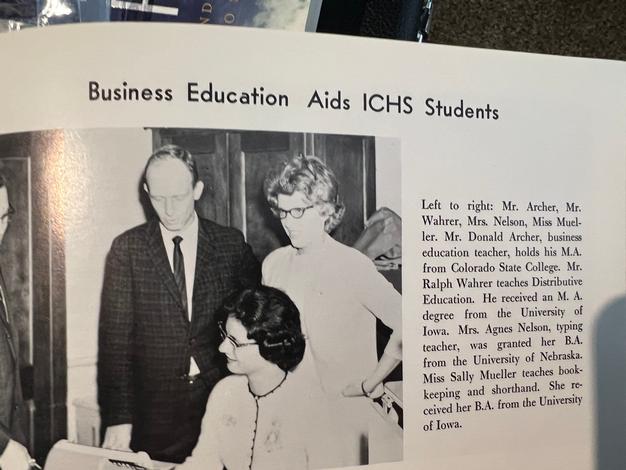 Business Education Aids ICHS Students
Left to right: Mr. Archer, Mr.
Wahrer, Mrs. Nelson, Miss Muel-
ler. Mr. Donald Archer, business
education teacher, holds his M.A.
from Colorado State College. Mr.
Ralph Wahrer teaches Distributive
Education. He received an M. A.
degree from the University of
Iowa. Mrs. Agnes Nelson, typing
teacher, was granted her B.A.
from the University of Nebraska.
Miss Sally Mueller teaches book-
keeping and shorthand. She re-
ceived her B.A. from the University
of Iowa.